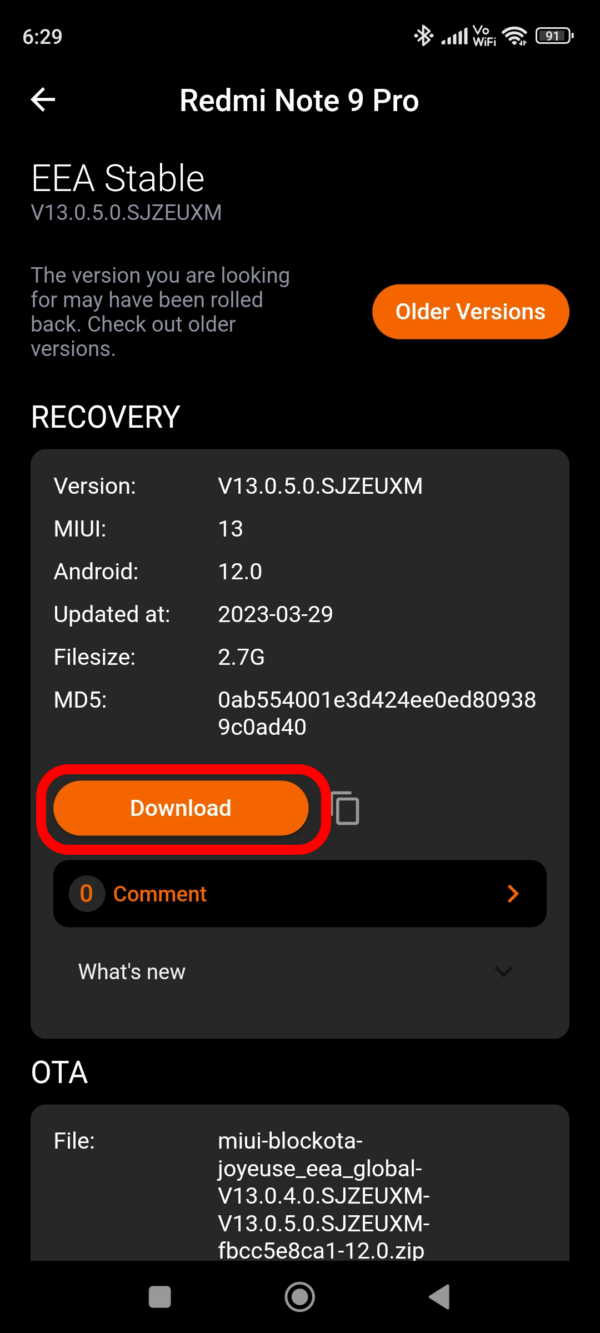 6:29
Vo
WiFi
91
Redmi Note 9 Pro
EEA Stable
V13.0.5.0.SJZEUXM
The version you are looking
for may have been rolled
back. Check out older
versions.
Older Versions
RECOVERY
Version: V13.0.5.0.SJZEUXM
MIUI: 13
Android: 12.0
Updated at: 2023-03-29
Filesize: 2.7G
MD5: 0ab554001e3d424ee0ed80938
9c0ad40
Download
0 Comment
What's new
OTA
File: miui-blockota-
joyeuse_eea_global-
V13.0.4.0.SJZEUXM-
V13.0.5.0.SJZEUXM-
fbcc5e8ca1-12.0.zip